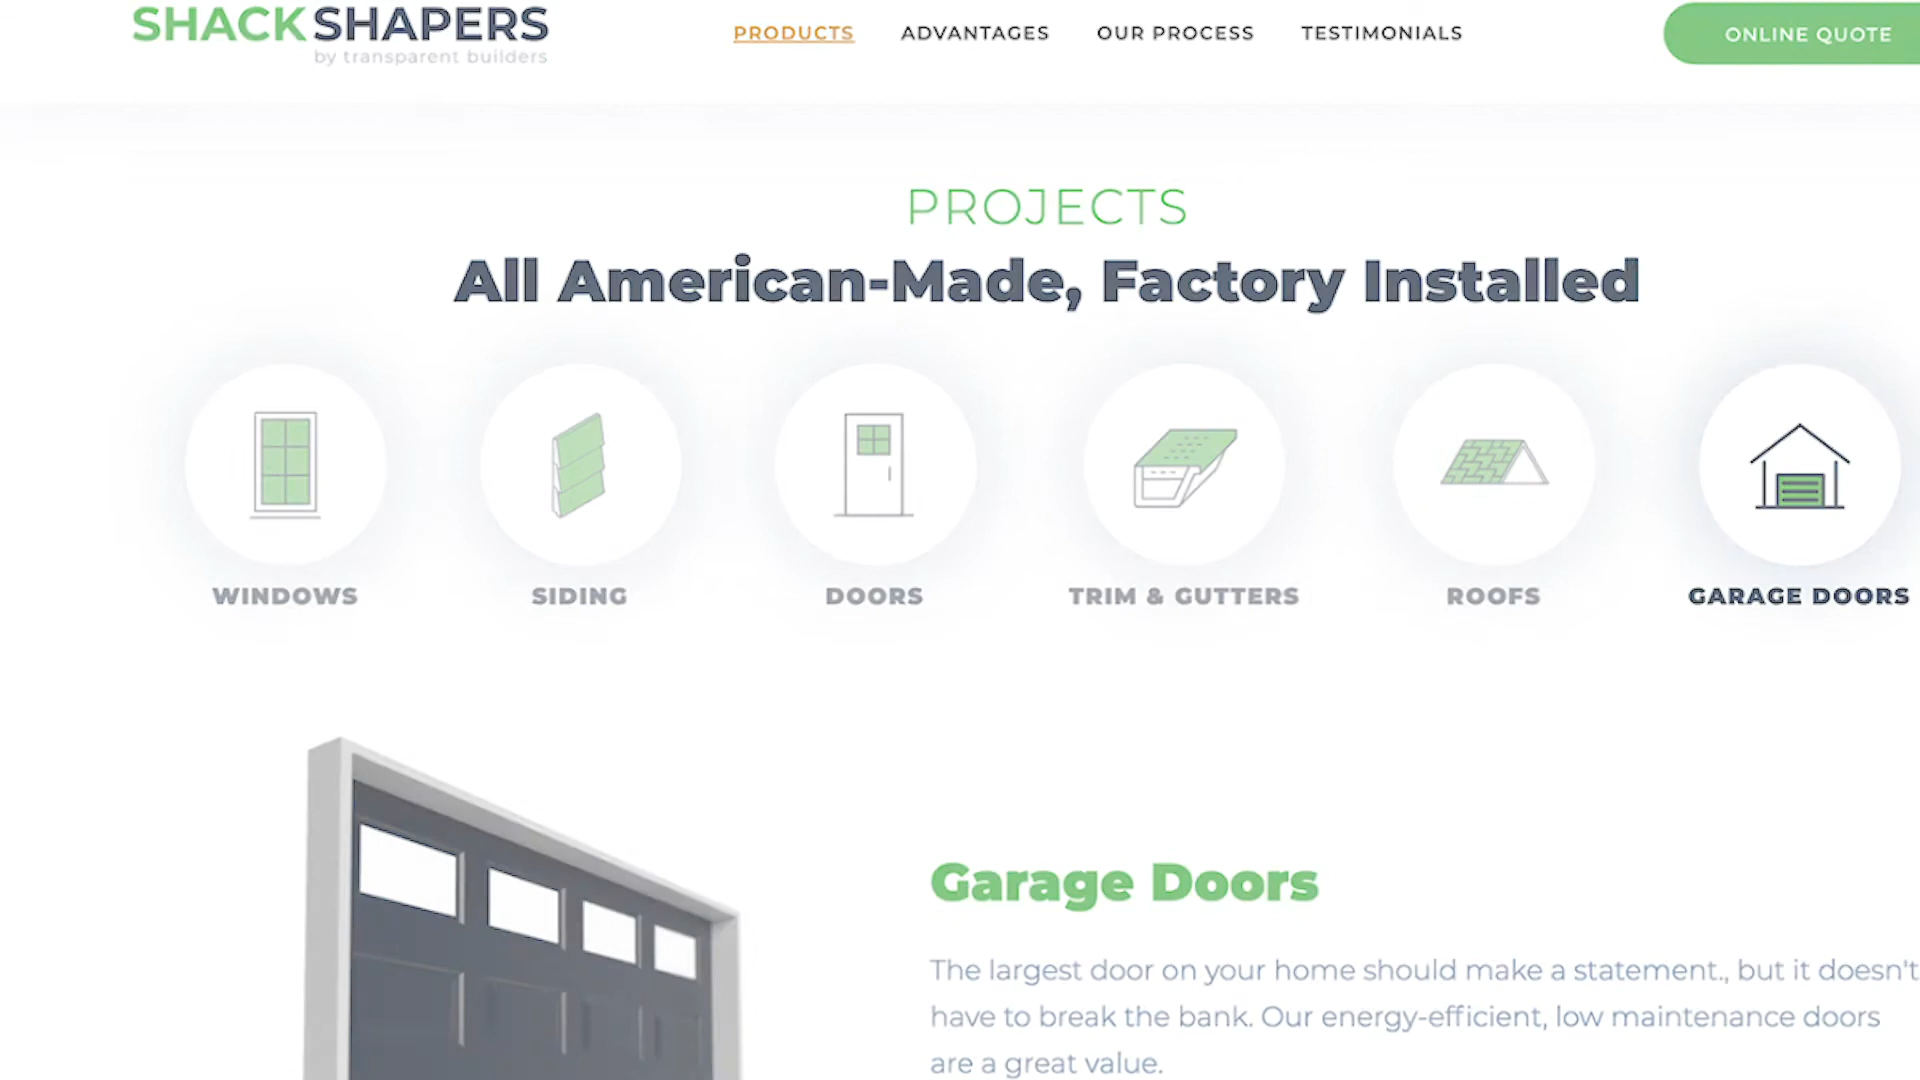 SHACKSHAPERS
by transparent builders
PRODUCTS
ADVANTAGES
OUR PROCESS
TESTIMONIALS
ONLINE QUOTE
PROJECTS
All American-Made, Factory Installed
WINDOWS
SIDING
DOORS
TRIM & GUTTERS
ROOFS
GARAGE DOORS
Garage Doors
The largest door on your home should make a statement., but it doesn't
have to break the bank. Our energy-efficient, low maintenance doors
are a great value.